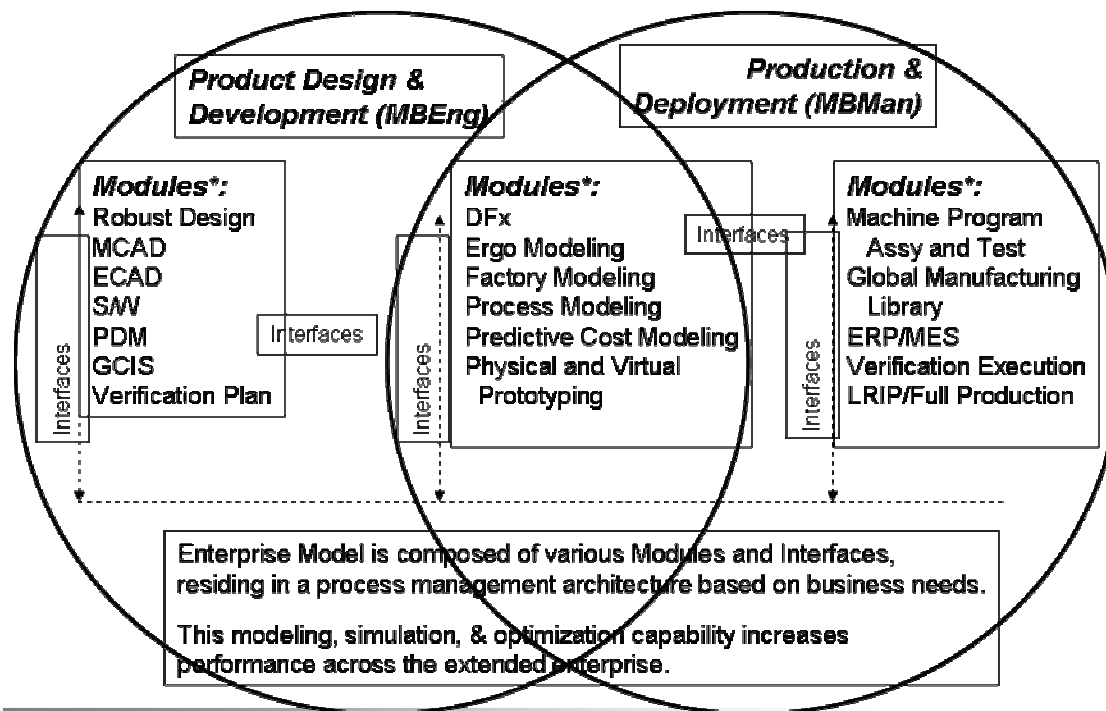 Product Design &
Development (MBEng)
Production &
Deployment (MBMan)
Modules*:
Robust Design
MCAD
ECAD
S/W
PDM
GCIS
Verification Plan
Interfaces
Interfaces
Modules*:
DFx
Ergo Modeling
Factory Modeling
Process Modeling
Predictive Cost Modeling
Physical and Virtual
Prototyping
Interfaces
Interfaces
Modules*:
Machine Program
Assy and Test
Global Manufacturing
Library
ERP/MES
Verification Execution
LRIP/Full Production
Interfaces
Enterprise Model is composed of various Modules and Interfaces,
residing in a process management architecture based on business needs.
This modeling, simulation, & optimization capability increases
performance across the extended enterprise.